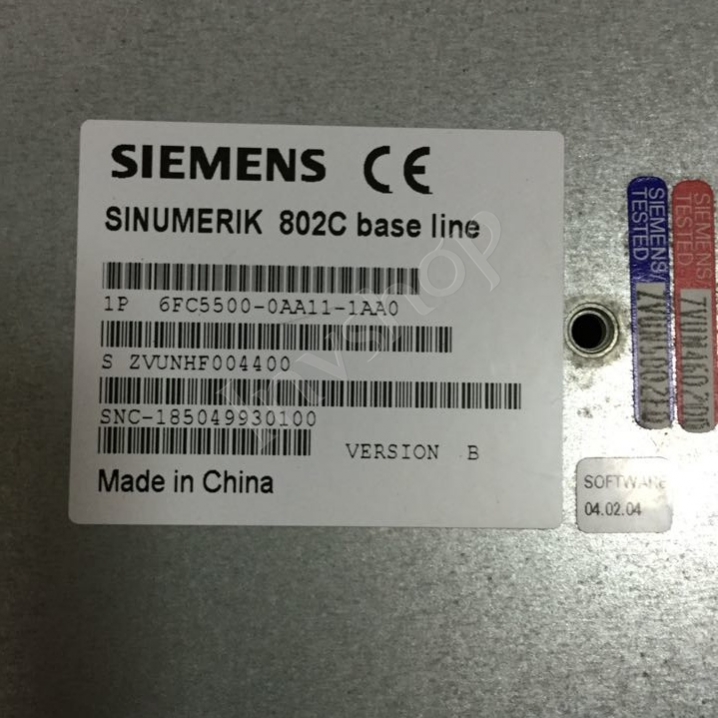 SIEMENS CE
SINUMERIK 802C base line
1P 6FC5500-0AA11-1AA0
S ZVUNHF004400
SNC-185049930100
VERSION B
Made in China
SIEMENS
TESTED
SIEMENS
TESTED
SOFTWARE
04.02.04
invshop